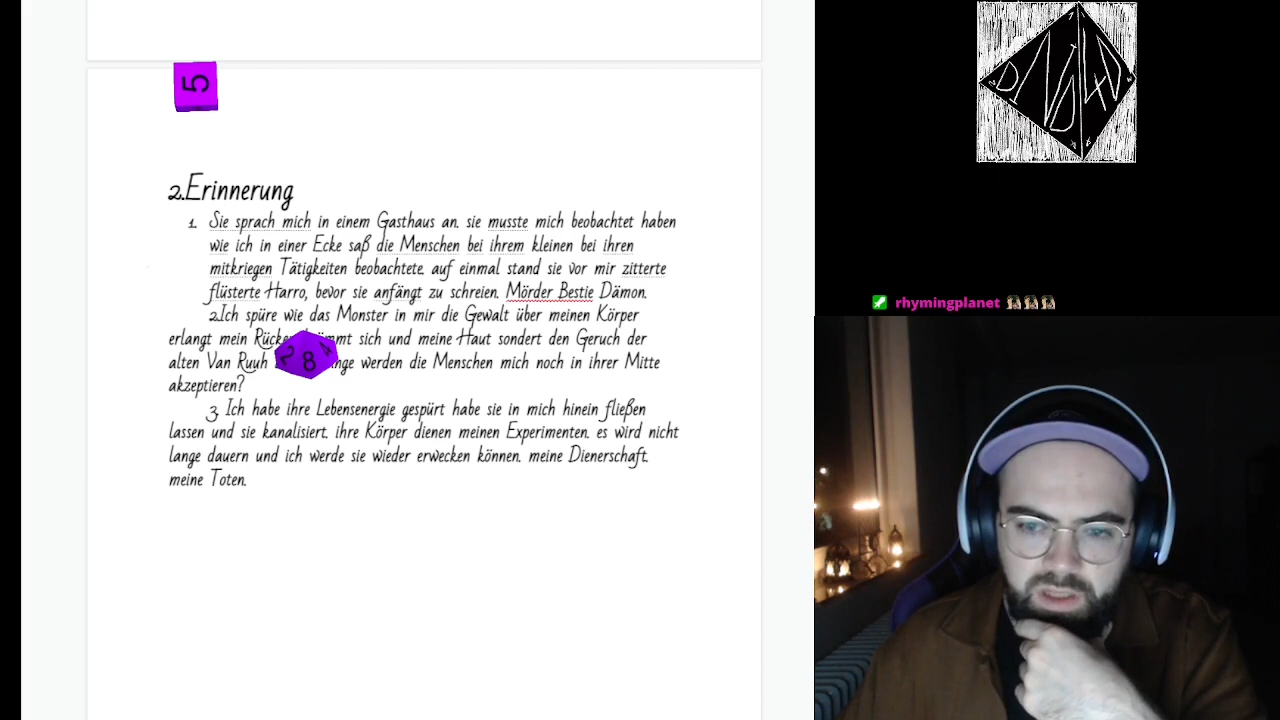 5
2.Erinnerung
1. Sie sprach mich in einem Gasthaus an. sie musste mich beobachtet haben
wie ich in einer Ecke saß die Menschen bei ihrem kleinen bei ihren
mitkriegen Tätigkeiten beobachtete. auf einmal stand sie vor mir zitterte
flüsterte Harro, bevor sie anfängt zu schreien. Mörder Bestie Dämon.
2Ich spüre wie das Monster in mir die Gewalt über meinen Körper
erlangt mein sich und meine Haut sondert den Geruch der
alten Van Ruyh werden die Menschen mich noch in ihrer Mitte
2 8 4
akzeptieren?
3. Ich habe ihre Lebensenergie gespürt habe sie in mich hinein fließen
lassen und sie kanalisiert. ihre Körper dienen meinen Experimenten. es wird nicht
lange dauern und ich werde sie wieder erwecken können. meine Dienerschaft.
meine Toten.
rhymingplanet